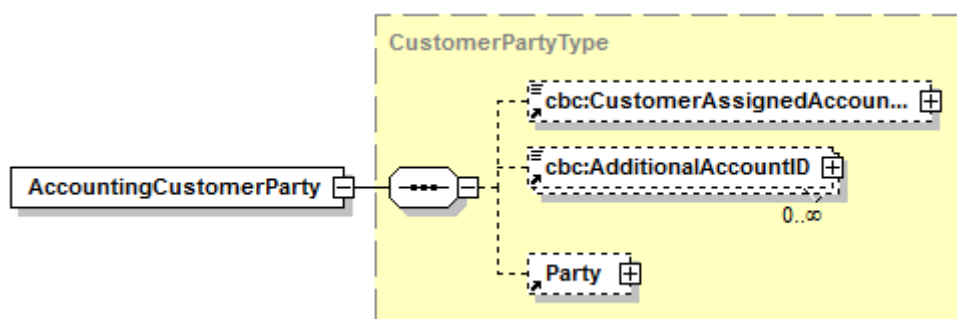 CustomerPartyType
cbc:CustomerAssignedAccoun...
AccountingCustomerParty
cbc:AdditionalAccountID
0..∞
Party